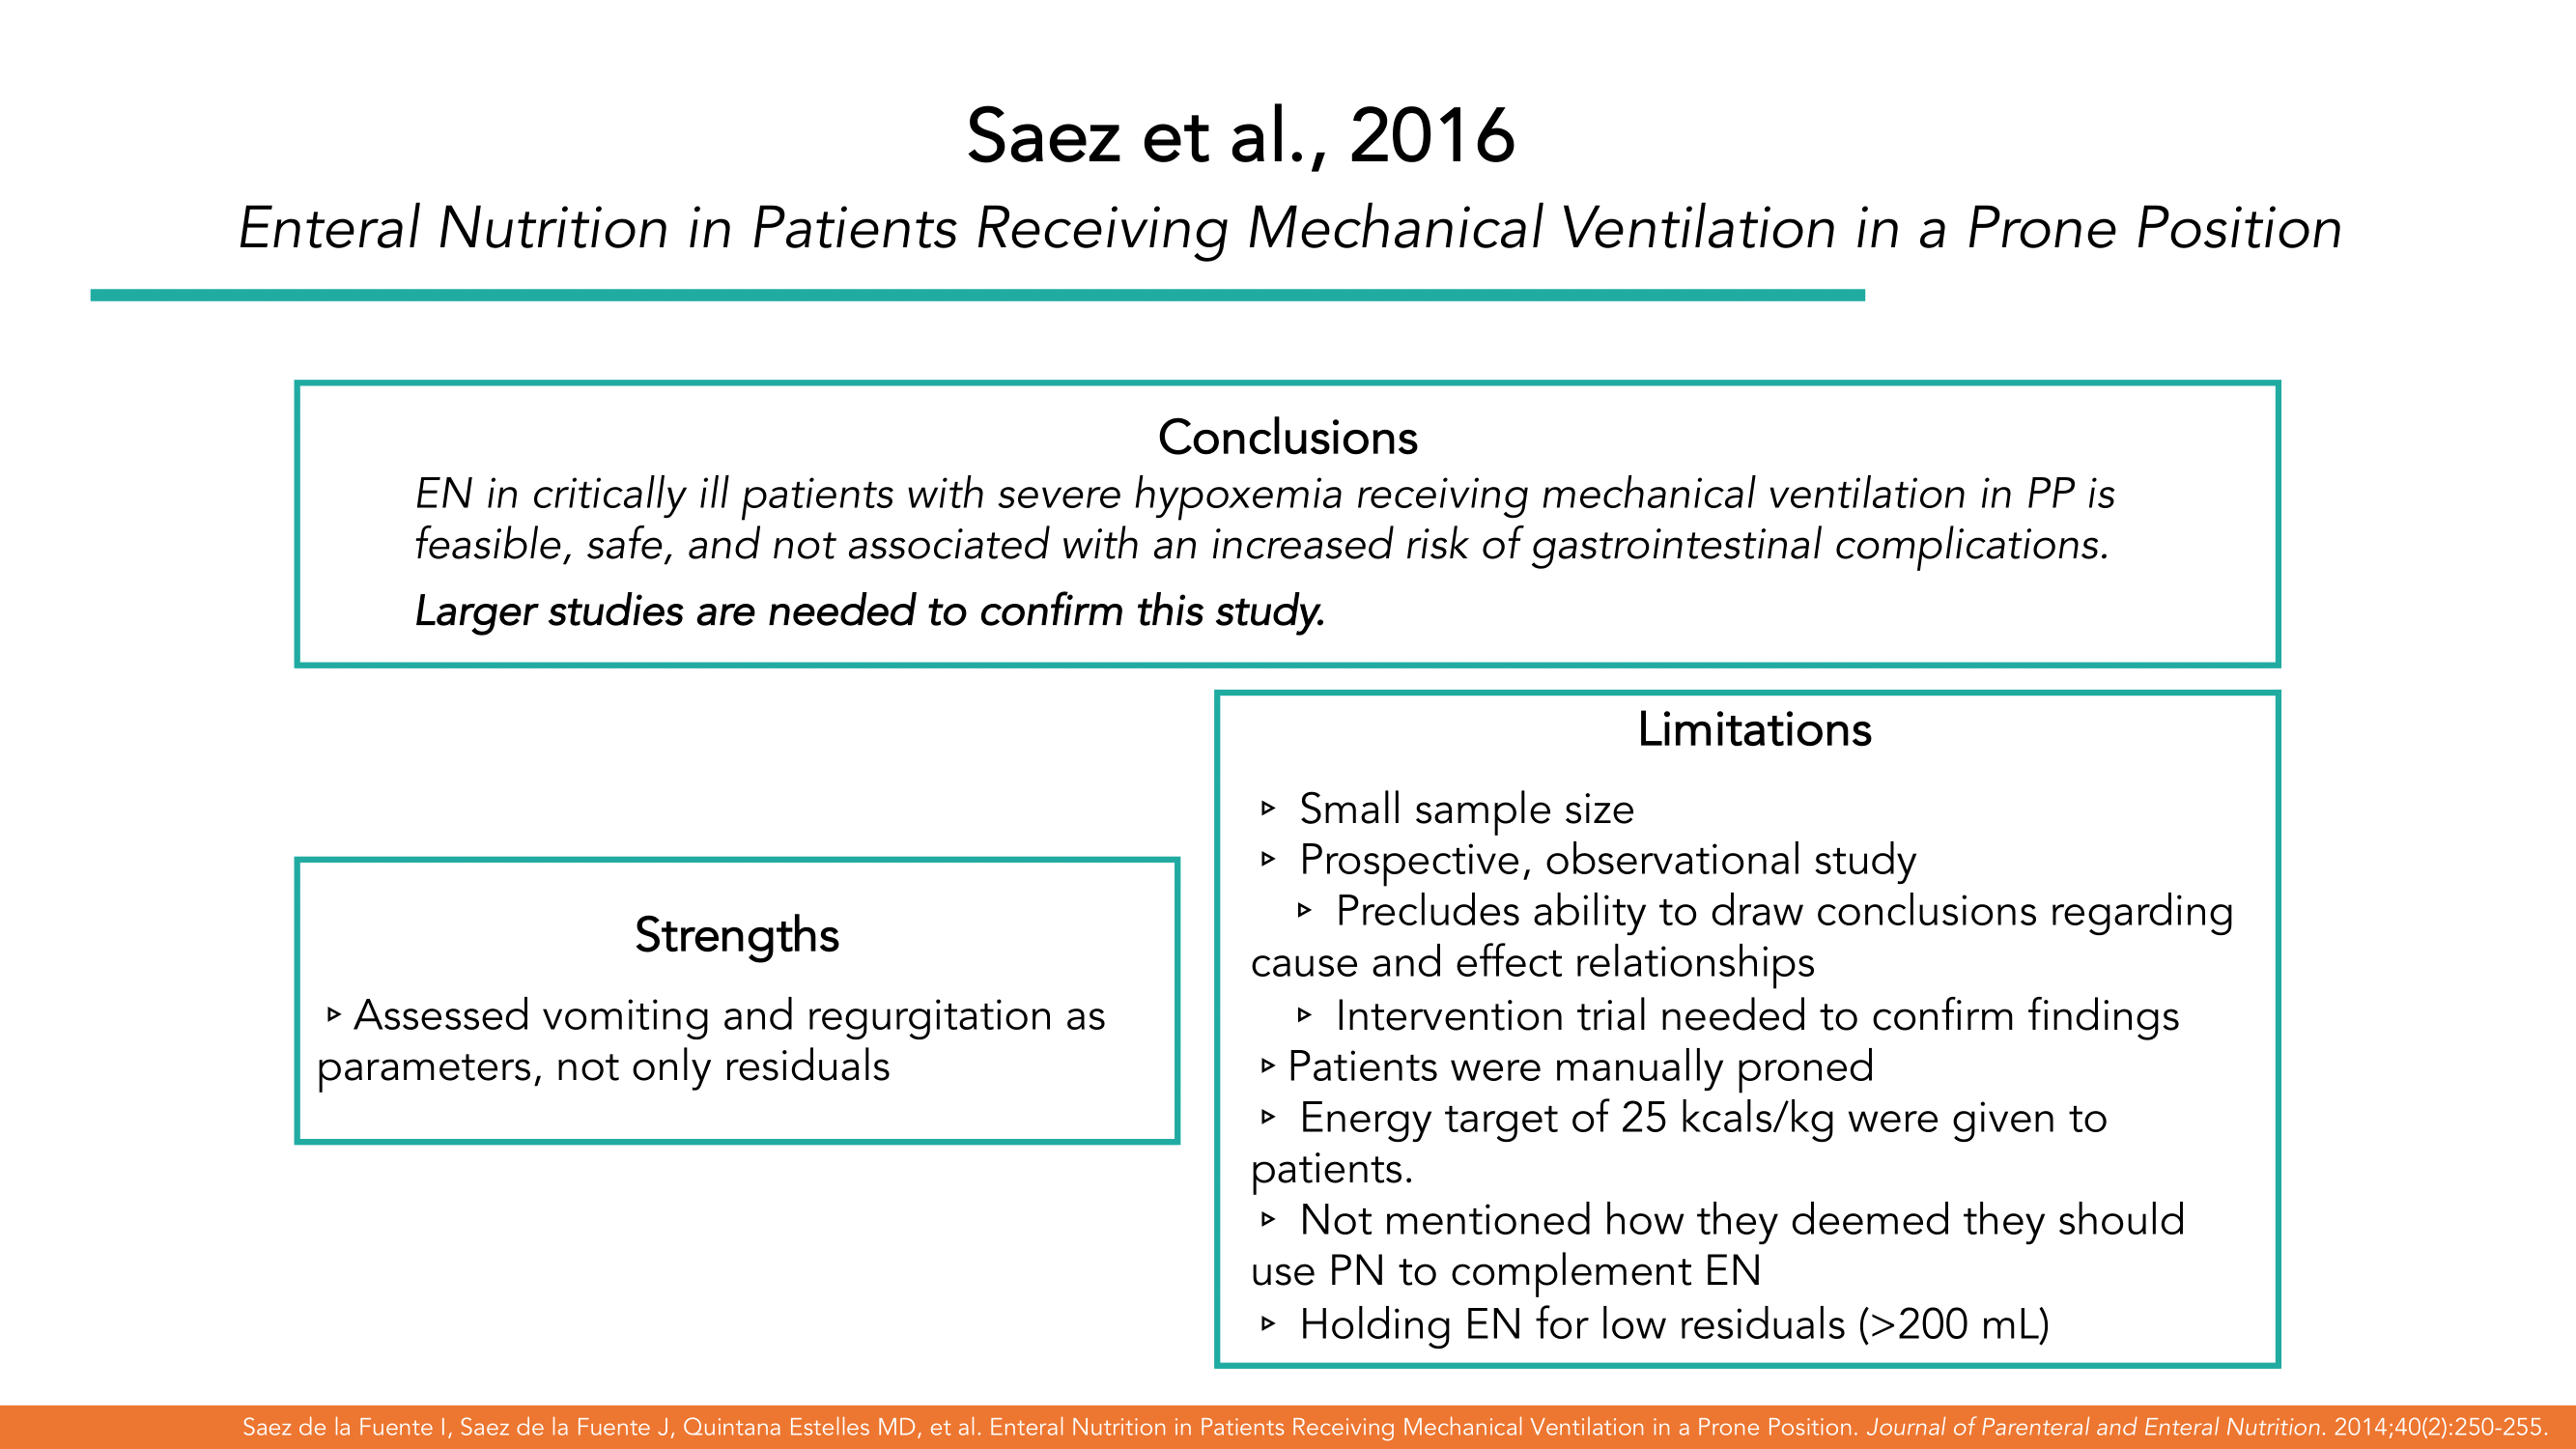 Saez et al., 2016
Enteral Nutrition in Patients Receiving Mechanical Ventilation in a Prone Position
Conclusions
EN in critically ill patients with severe hypoxemia receiving mechanical ventilation in PP is
feasible, safe, and not associated with an increased risk of gastrointestinal complications.
Larger studies are needed to confirm this study.
Strengths
▹Assessed vomiting and regurgitation as
parameters, not only residuals
Limitations
▹ Small sample size
▹ Prospective, observational study
▹ Precludes ability to draw conclusions regarding
cause and effect relationships
▹ Intervention trial needed to confirm findings
▹Patients were manually proned
▹ Energy target of 25 kcals/kg were given to
patients.
▹ Not mentioned how they deemed they should
use PN to complement EN
▹ Holding EN for low residuals (>200 mL)
Saez de la Fuente I, Saez de la Fuente J, Quintana Estelles MD, et al. Enteral Nutrition in Patients Receiving Mechanical Ventilation in a Prone Position. Journal of Parenteral and Enteral Nutrition. 2014;40(2):250-255.